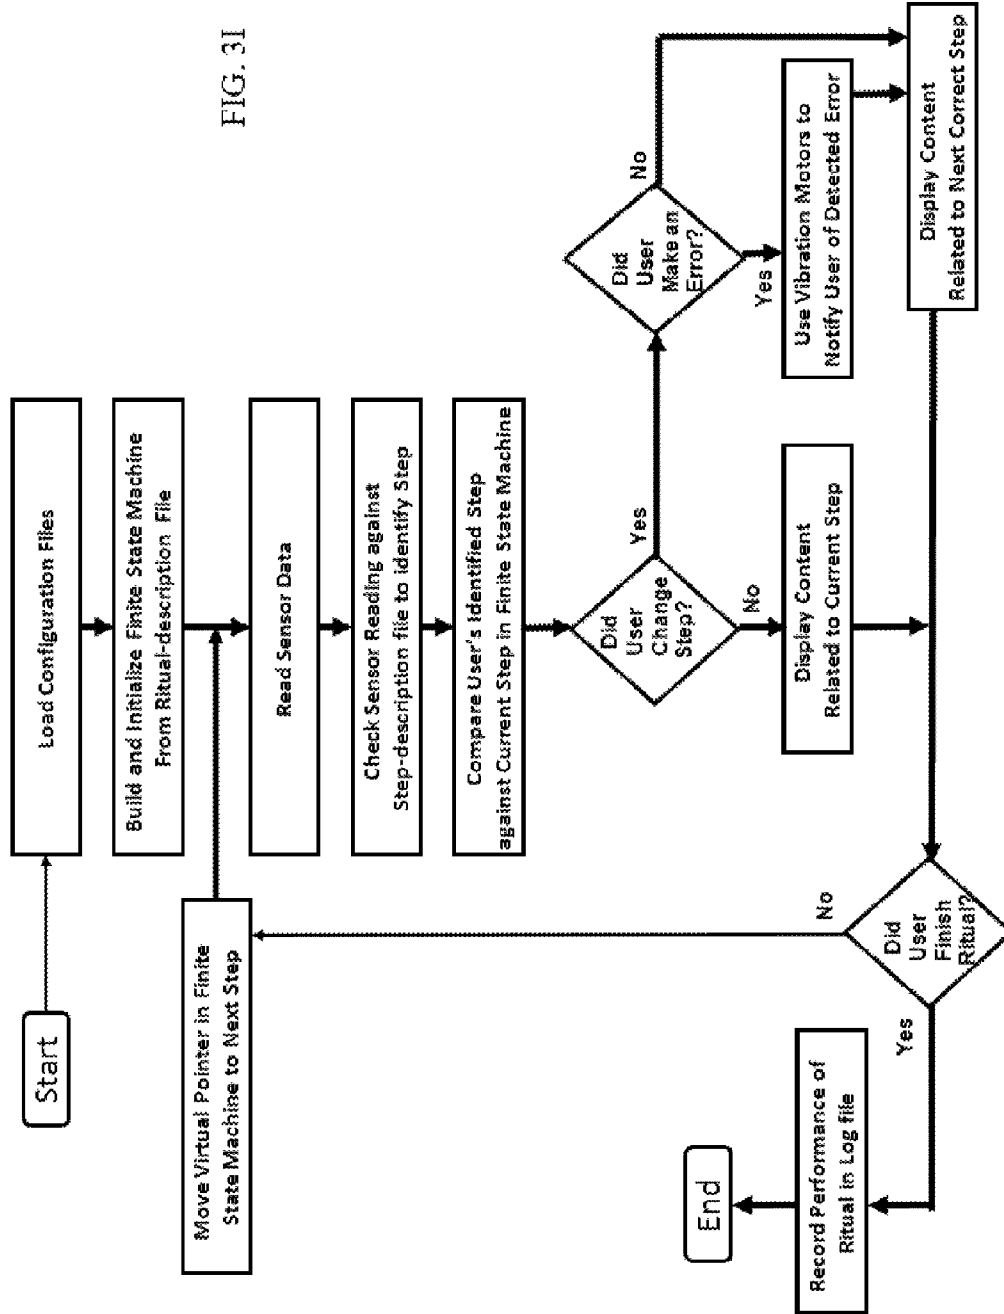 FIG. 3I
Start
Load Configuration Files
Build and Initialize Finite State Machine
From Ritual-description File
Move Virtual Pointer in Finite
State Machine to Next Step
Read Sensor Data
Check Sensor Reading against
Step-description file to identify Step
Compare User's Identified Step
against Current Step in Finite State Machine
Did
User
Change
Step?
Yes
No
Did
User
Make an
Error?
No
Yes
Use Vibration Motors to
Notify User of Detected Error
Display Content
Related to Current Step
Display Content
Related to Next Correct Step
Did
User
Finish
Ritual?
No
Yes
Record Performance of
Ritual in Log file
End